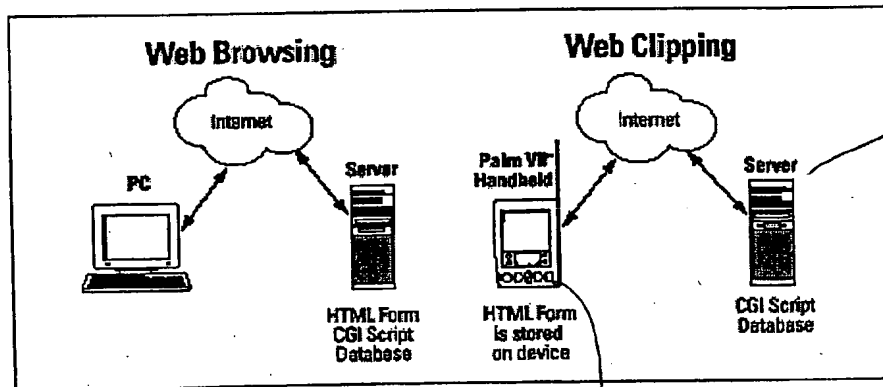 Web Browsing
Internet
PC
Server
HTML Form
CGI Script
Database
Web Clipping
Internet
Palm VII™
Handheld
Server
HTML Form
is stored
on device
CGI Script
Database